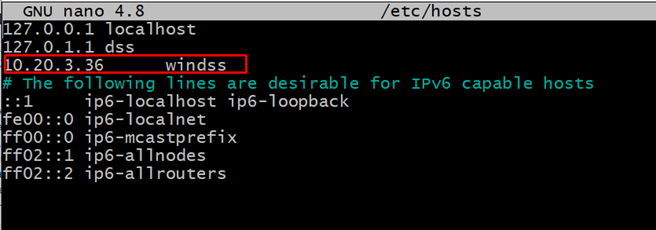 GNU nano 4.8 /etc/hosts
127.0.0.1 localhost
127.0.1.1 dss
10.20.3.36 windss
# The following lines are desirable for IPv6 capable hosts
::1 ip6-localhost ip6-loopback
fe00::0 ip6-localnet
ff00::0 ip6-mcastprefix
ff02::1 ip6-allnodes
ff02::2 ip6-allrouters